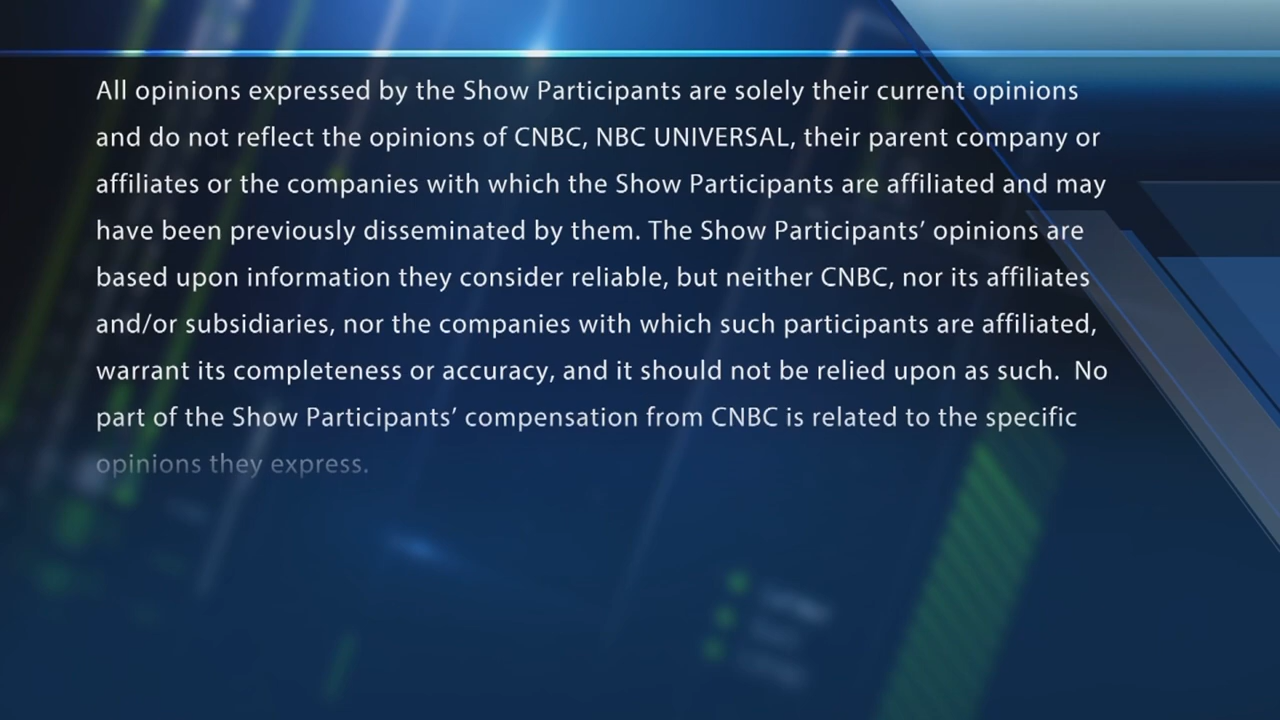 All opinions expressed by the Show Participants are solely their current opinions
and do not reflect the opinions of CNBC, NBC UNIVERSAL, their parent company or
affiliates or the companies with which the Show Participants are affiliated and may
have been previously disseminated by them. The Show Participants’ opinions are
based upon information they consider reliable, but neither CNBC, nor its affiliates
and/or subsidiaries, nor the companies with which such participants are affiliated,
warrant its completeness or accuracy, and it should not be relied upon as such.  No
part of the Show Participants’ compensation from CNBC is related to the specific
opinions they express.